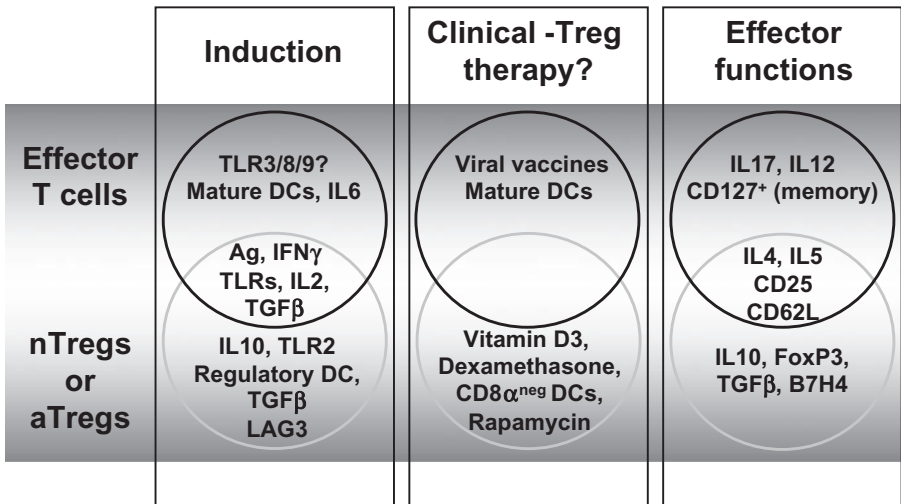 Induction
Clinical -Treg
therapy?
Effector
functions
Effector
T cells
TLR3/8/9?
Mature DCs, IL6
Ag, IFNγ
TLRs, IL2,
TGFβ
IL10, TLR2
Regulatory DC,
TGFβ
LAG3
Viral vaccines
Mature DCs
Vitamin D3,
Dexamethasone,
CD8αneg DCs,
Rapamycin
IL17, IL12
CD127+ (memory)
IL4, IL5
CD25
CD62L
IL10, FoxP3,
TGFβ, B7H4
nTregs
or
aTregs